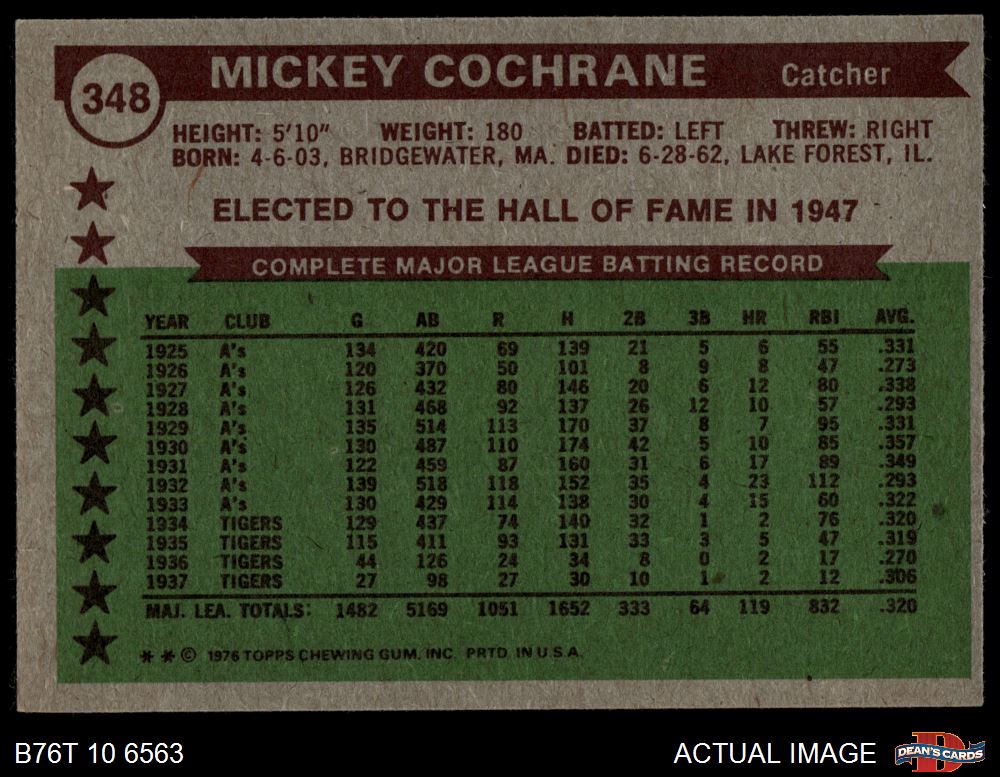 348
MICKEY COCHRANE Catcher
HEIGHT: 5'10" WEIGHT: 180 BATTED: LEFT THREW: RIGHT
BORN: 4-6-03, BRIDGEWATER, MA. DIED: 6-28-62, LAKE FOREST, IL.
ELECTED TO THE HALL OF FAME IN 1947
COMPLETE MAJOR LEAGUE BATTING RECORD
YEAR CLUB G AB R H 2B 3B HR RBI AVG.
1925 A's 134 420 69 139 21 5 6 55 .331
1926 A's 120 370 50 101 8 9 8 47 .273
1927 A's 126 432 80 146 20 6 12 80 .338
1928 A's 131 468 92 137 26 12 10 57 .293
1929 A's 135 514 113 170 37 8 7 95 .331
1930 A's 130 487 110 174 42 5 10 85 .357
1931 A's 122 459 87 160 31 6 17 89 .349
1932 A's 139 518 118 152 35 4 23 112 .293
1933 A's 130 429 114 138 30 4 15 60 .322
1934 TIGERS 129 437 74 140 32 1 2 76 .320
1935 TIGERS 115 411 93 131 33 3 5 47 .319
1936 TIGERS 44 126 24 34 8 0 2 17 .270
1937 TIGERS 27 98 27 30 10 1 2 12 .306
MAJ. LEA. TOTALS: 1482 5169 1051 1652 333 64 119 832 .320
* * © 1976 TOPPS CHEWING GUM, INC. PRTD. IN U.S.A.
B76T 10 6563 ACTUAL IMAGE
D
DEAN'S CARDS